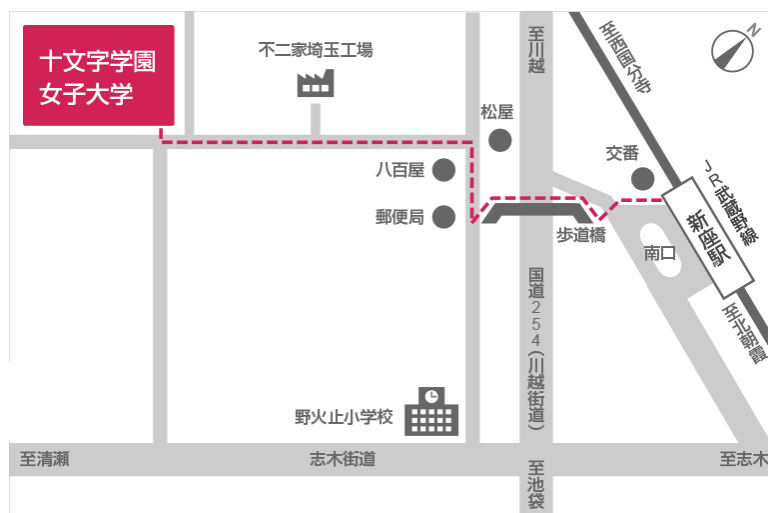 十文字学園
女子大学
不二家埼玉工場
至川越
至西国分寺
N
松屋
交番
八百屋
JR武蔵野線
郵便局
新座駅
歩道橋
南口
国道254(川越街道)
至北朝霞
野火止小学校
至清瀬
志木街道
至池袋
至志木